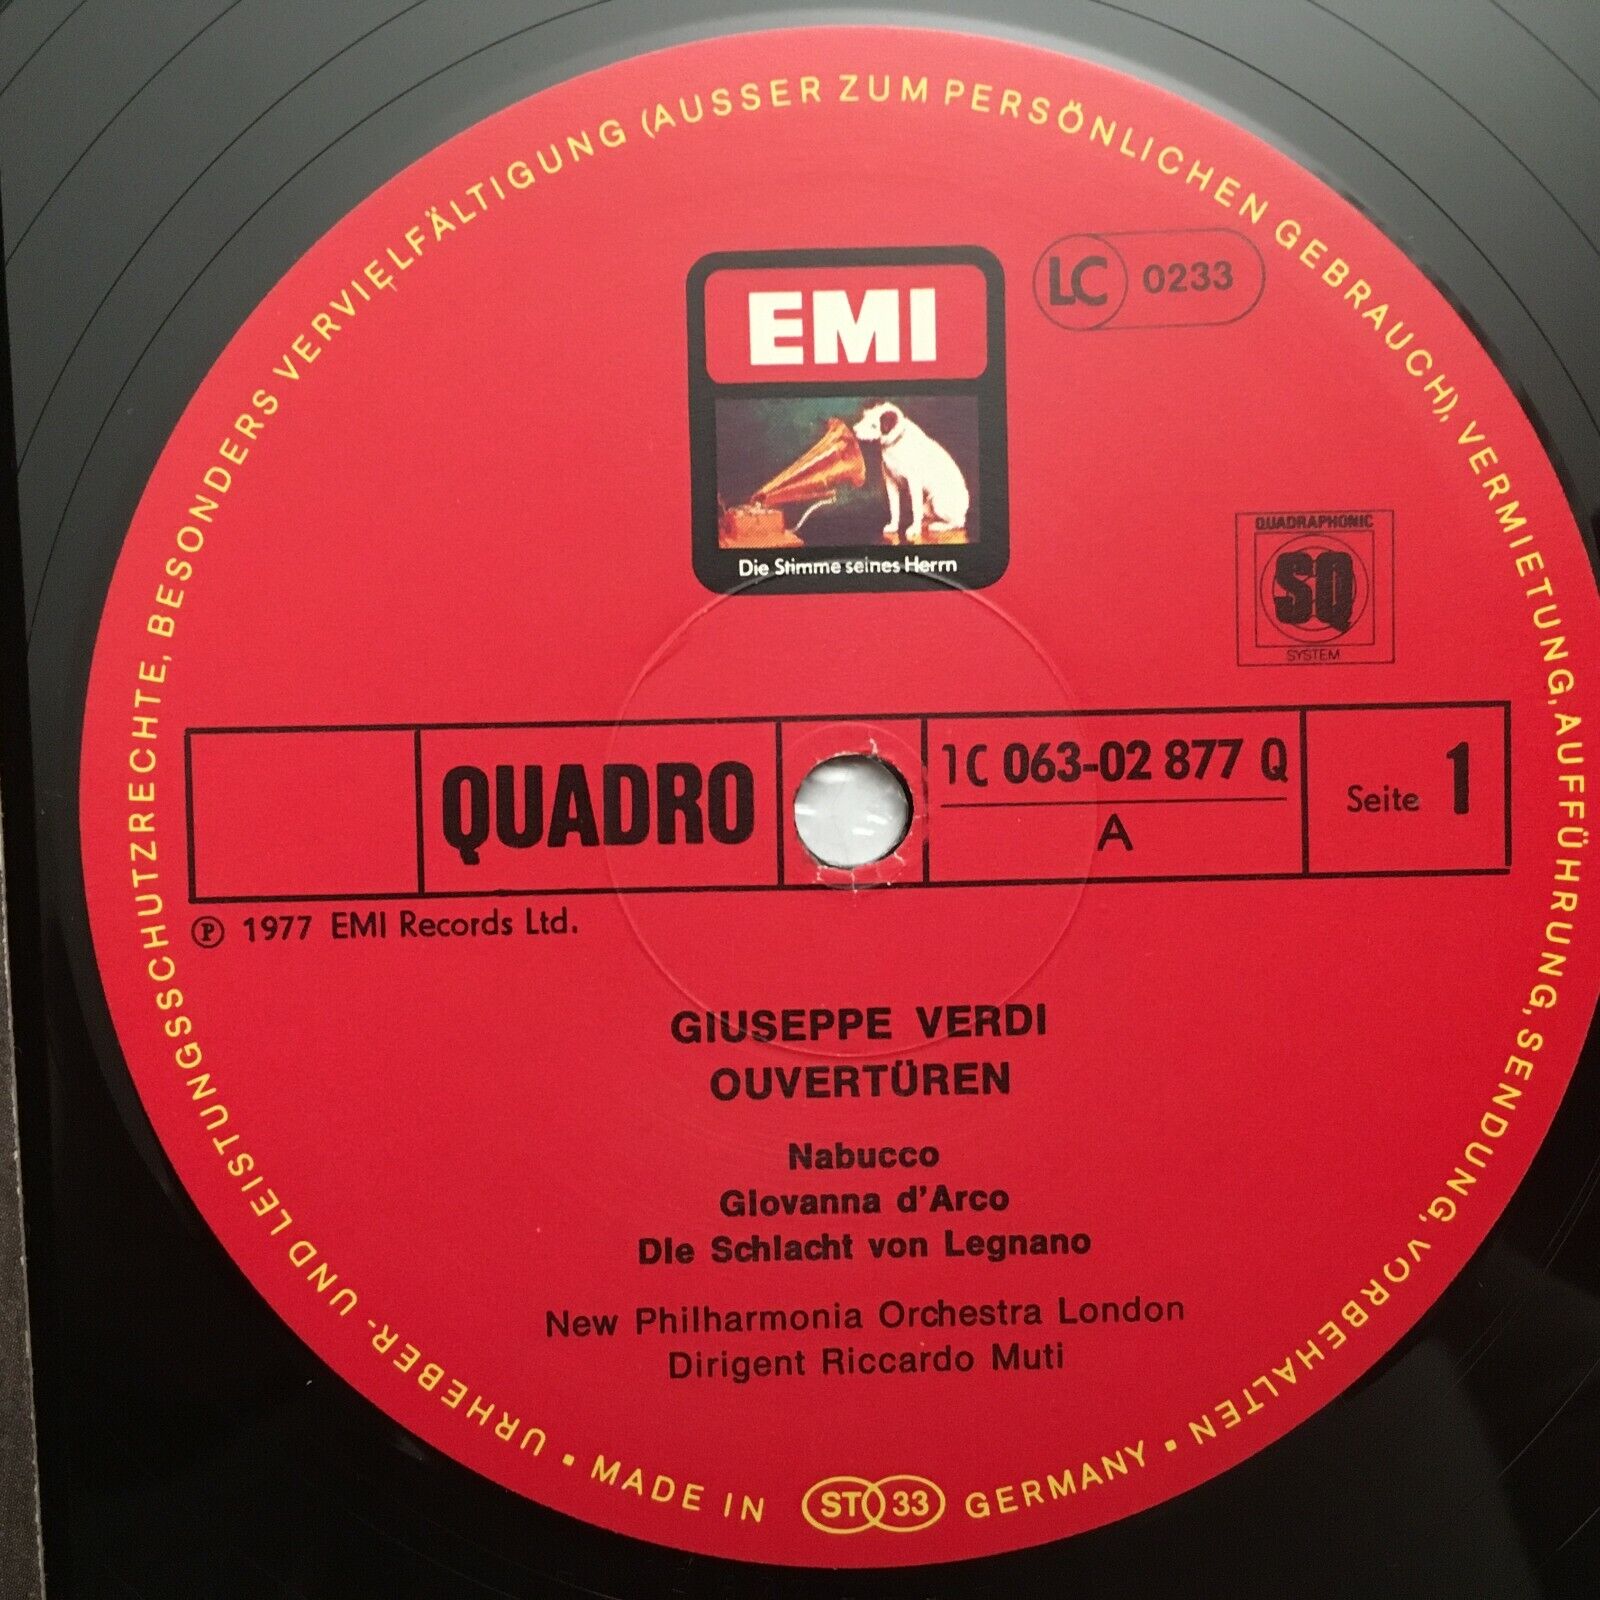 URHEBER- UND LEISTUNGSSCHUTZRECHTE, BESONDERS VERVIELFÄLTIGUNG (AUSSER ZUM PERSÖNLICHEN GEBRAUCH), VERMIETUNG, AUFFÜHRUNG, SENDUNG, VORBEHALTEN •
EMI
LC 0233
Die Stimme seines Herrn
QUADRAPHONIC
SQ
SYSTEM
QUADRO
1C 063-02 877 Q
A
Seite 1
℗ 1977 EMI Records Ltd.
GIUSEPPE VERDI
OUVERTÜREN
Nabucco
Giovanna d'Arco
Die Schlacht von Legnano
New Philharmonia Orchestra London
Dirigent Riccardo Muti
• MADE IN ST 33 GERMANY